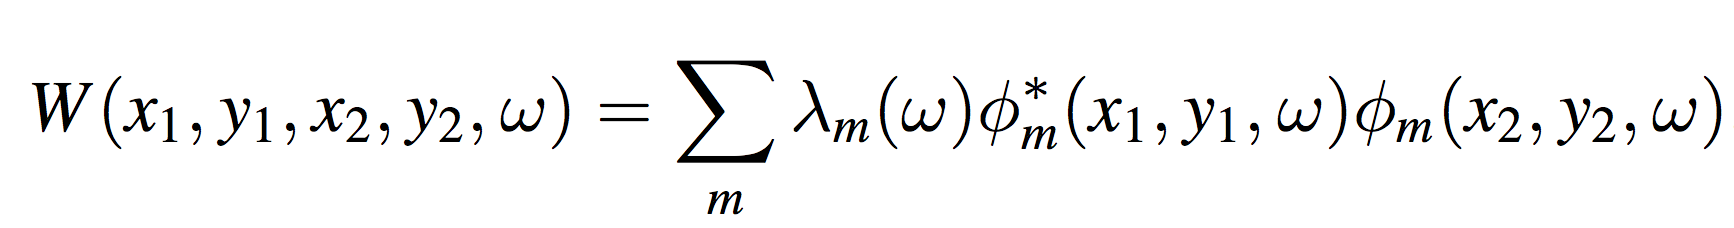 W(x₁, y₁, x₂, y₂, ω) = ∑ₘ λₘ(ω)ϕₘ*(x₁, y₁, ω)ϕₘ(x₂, y₂, ω)